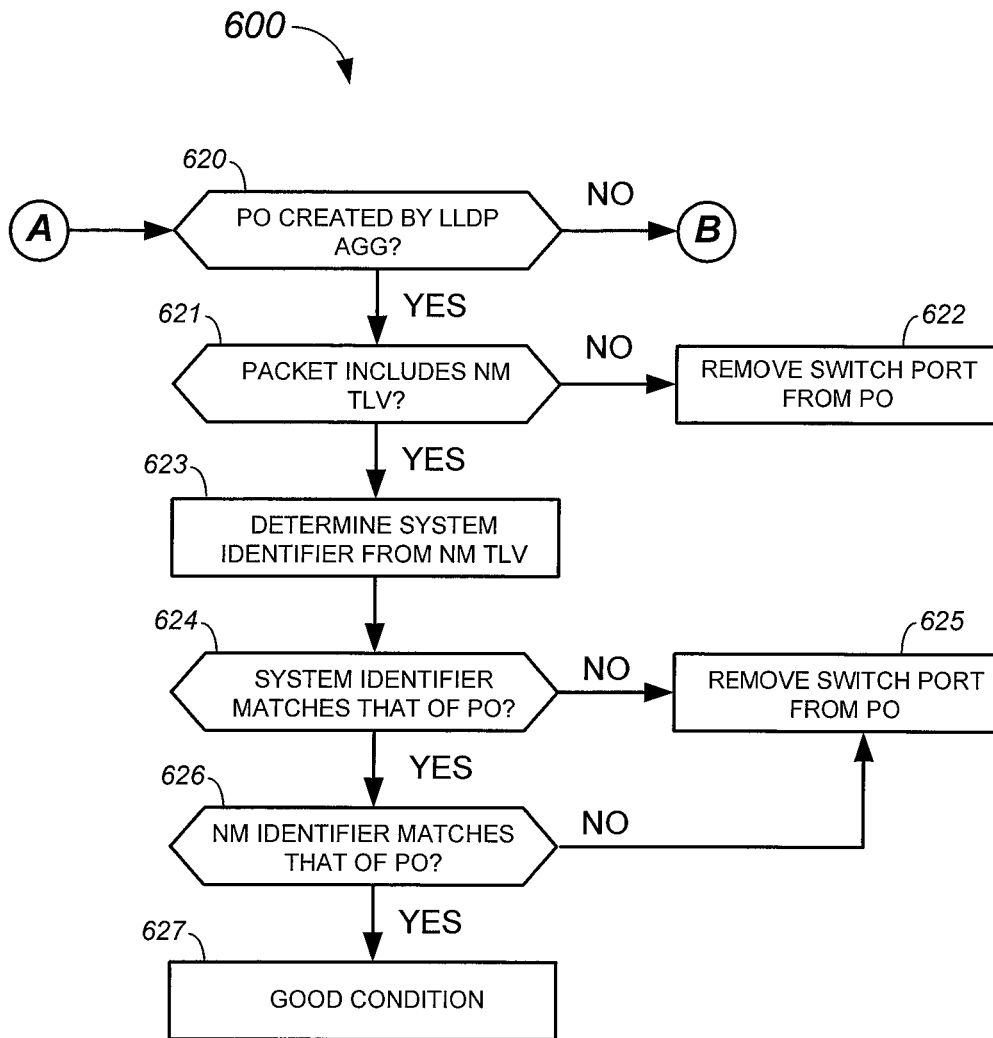 600
620
A
PO CREATED BY LLDP
AGG?
NO
B
YES
621
PACKET INCLUDES NM
TLV?
NO
622
REMOVE SWITCH PORT
FROM PO
YES
623
DETERMINE SYSTEM
IDENTIFIER FROM NM TLV
624
SYSTEM IDENTIFIER
MATCHES THAT OF PO?
NO
625
REMOVE SWITCH PORT
FROM PO
YES
626
NM IDENTIFIER MATCHES
THAT OF PO?
NO
YES
627
GOOD CONDITION